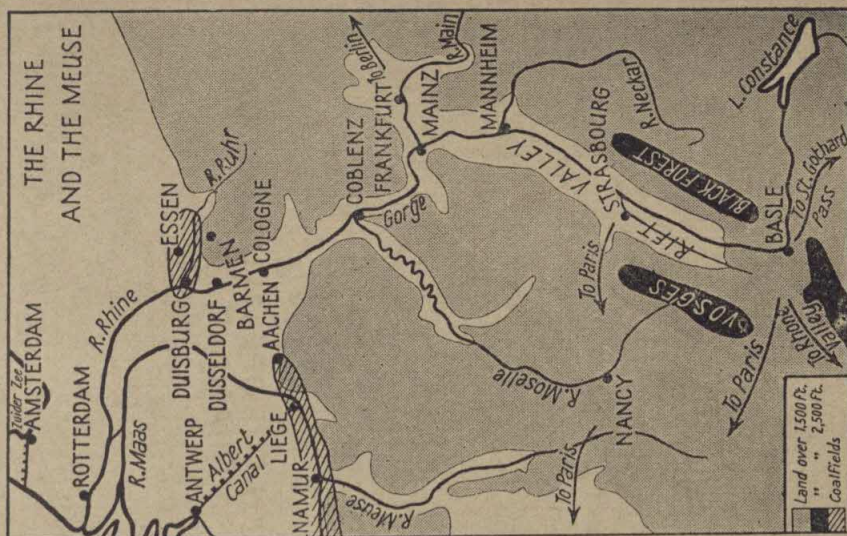 THE RHINE
AND THE MEUSE
Zuider Zee
AMSTERDAM
ROTTERDAM
R. Rhine
R. Maas
ANTWERP
Albert
Canal
R. Ruhr
ESSEN
DUISBURG
DUSSELDORF
BARMEN
COLOGNE
AACHEN
LIEGE
NAMUR
R. Meuse
COBLENZ
Gorge
FRANKFURT
To Berlin
R. Main
MAINZ
MANNHEIM
R. Neckar
R. Moselle
NANCY
To Paris
To Paris
To Paris
STRASBOURG
RIFT
VALLEY
BLACK FOREST
VOSGES
BASLE
L. Constance
To St. Gothard
Pass
To Rhone
Valley
Land over 1,500 Ft.
" " 2,500 Ft.
Coalfields